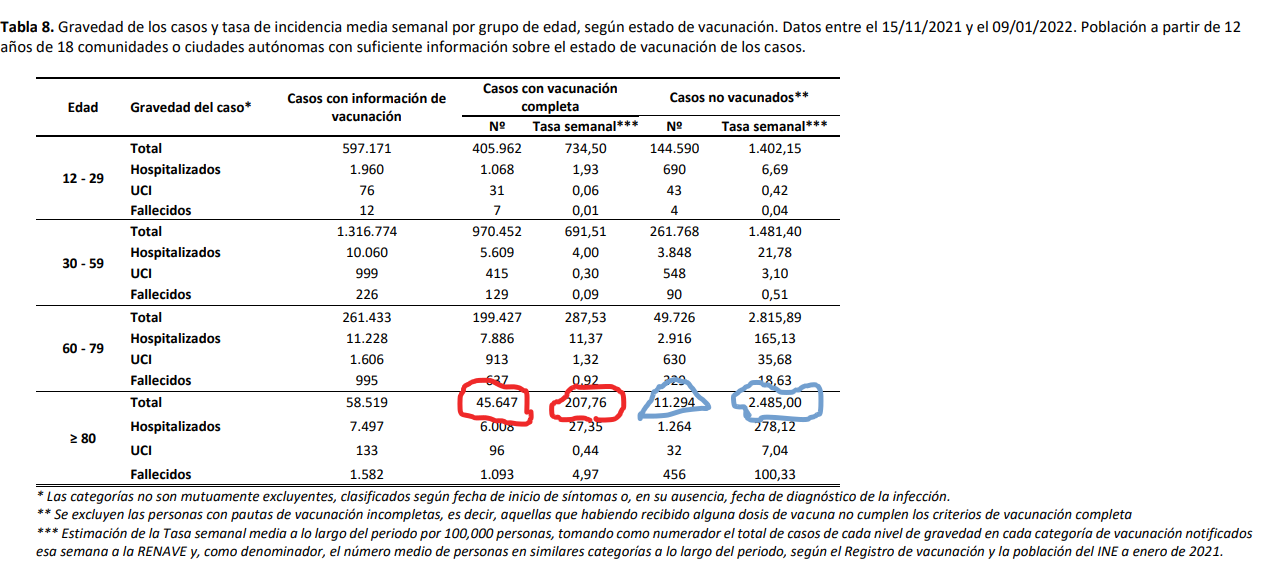 Tabla 8. Gravedad de los casos y tasa de incidencia media semanal por grupo de edad, según estado de vacunación. Datos entre el 15/11/2021 y el 09/01/2022. Población a partir de 12
años de 18 comunidades o ciudades autónomas con suficiente información sobre el estado de vacunación de los casos.
Edad Gravedad del caso* Casos con información de vacunación Casos con vacunación completa Casos no vacunados**
Nº Tasa semanal*** Nº Tasa semanal***
12 - 29
Total 597.171 405.962 734,50 144.590 1.402,15
Hospitalizados 1.960 1.068 1,93 690 6,69
UCI 76 31 0,06 43 0,42
Fallecidos 12 7 0,01 4 0,04
30 - 59
Total 1.316.774 970.452 691,51 261.768 1.481,40
Hospitalizados 10.060 5.609 4,00 3.848 21,78
UCI 999 415 0,30 548 3,10
Fallecidos 226 129 0,09 90 0,51
60 - 79
Total 261.433 199.427 287,53 49.726 2.815,89
Hospitalizados 11.228 7.886 11,37 2.916 165,13
UCI 1.606 913 1,32 630 35,68
Fallecidos 995 637 0,92 18,63
≥ 80
Total 58.519 45.647 207,76 11.294 2.485,00
Hospitalizados 7.497 6.008 27,35 1.264 278,12
UCI 133 96 0,44 32 7,04
Fallecidos 1.582 1.093 4,97 456 100,33
* Las categorías no son mutuamente excluyentes, clasificados según fecha de inicio de síntomas o, en su ausencia, fecha de diagnóstico de la infección.
** Se excluyen las personas con pautas de vacunación incompletas, es decir, aquellas que habiendo recibido alguna dosis de vacuna no cumplen los criterios de vacunación completa
*** Estimación de la Tasa semanal media a lo largo del periodo por 100,000 personas, tomando como numerador el total de casos de cada nivel de gravedad en cada categoría de vacunación notificados
esa semana a la RENAVE y, como denominador, el número medio de personas en similares categorías a lo largo del periodo, según el Registro de vacunación y la población del INE a enero de 2021.